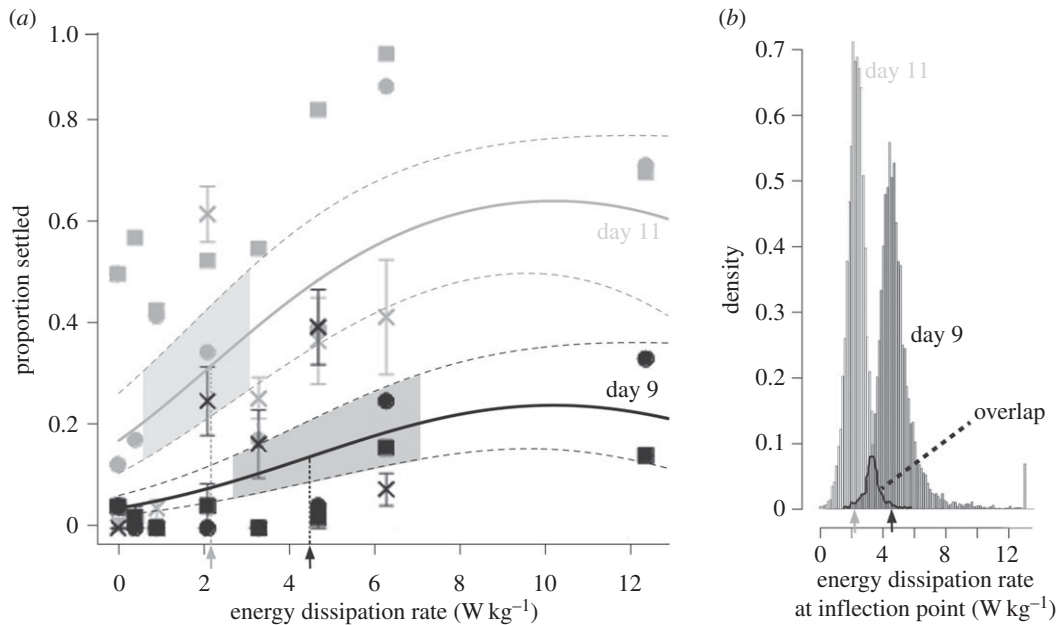 (a)
1.0
0.8
0.6
0.4
0.2
0
proportion settled
day 11
day 9
0 2 4 6 8 10 12
energy dissipation rate (W kg⁻¹)
(b)
0.7
0.6
0.5
0.4
0.3
0.2
0.1
0
density
day 11
day 9
overlap
0 4 8 12
energy dissipation rate
at inflection point (W kg⁻¹)